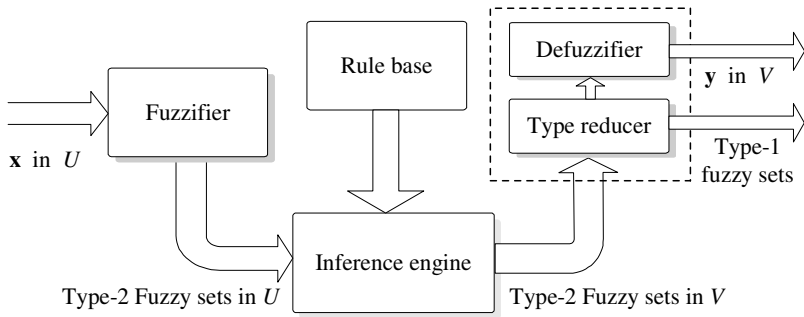 Defuzzifier
Rule base
y in V
Fuzzifier
Type reducer
x in U
Type-1
fuzzy sets
Inference engine
Type-2 Fuzzy sets in U
Type-2 Fuzzy sets in V